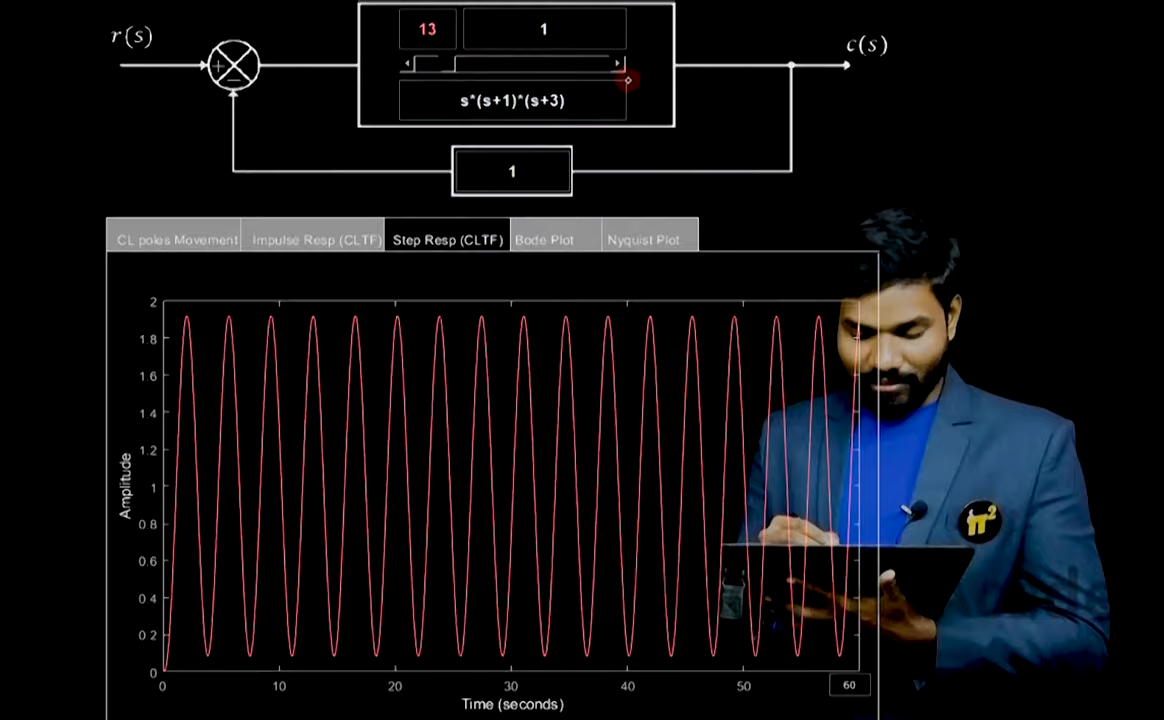 r(s)
13
1
c(s)
+
−
s*(s+1)*(s+3)
1
CL poles Movement
Impulse Resp (CLTF)
Step Resp (CLTF)
Bode Plot
Nyquist Plot
2
1.8
1.6
1.4
1.2
1
0.8
0.6
0.4
0.2
0
Amplitude
0
10
20
30
40
50
60
Time (seconds)
π²